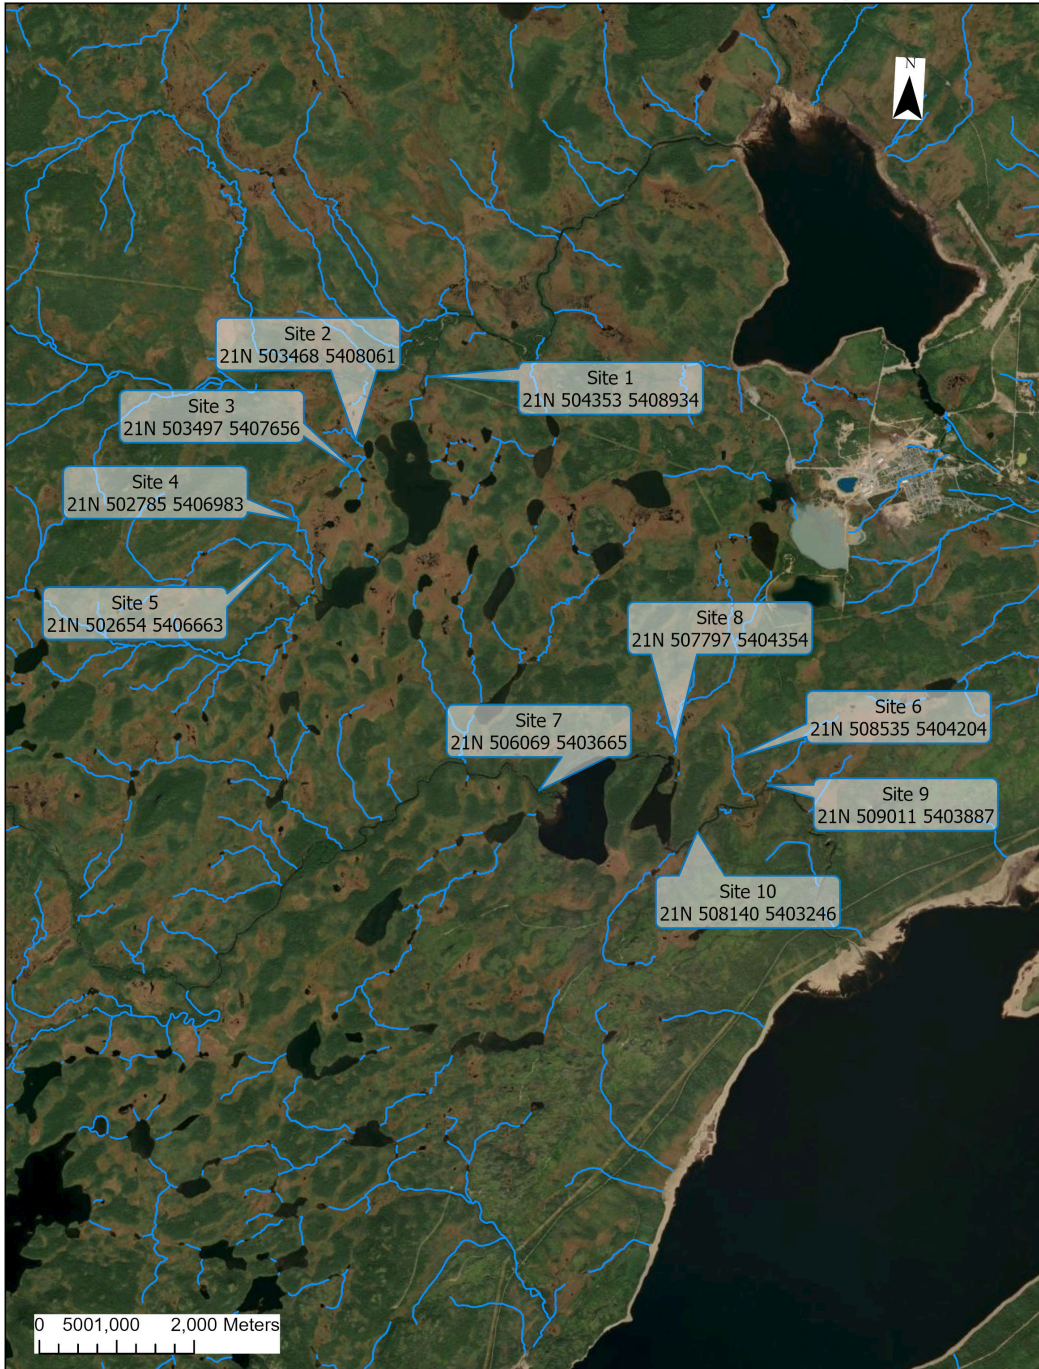 N
Site 2
21N 503468 5408061
Site 1
21N 504353 5408934
Site 3
21N 503497 5407656
Site 4
21N 502785 5406983
Site 5
21N 502654 5406663
Site 8
21N 507797 5404354
Site 6
21N 508535 5404204
Site 7
21N 506069 5403665
Site 9
21N 509011 5403887
Site 10
21N 508140 5403246
0 5001,000 2,000 Meters